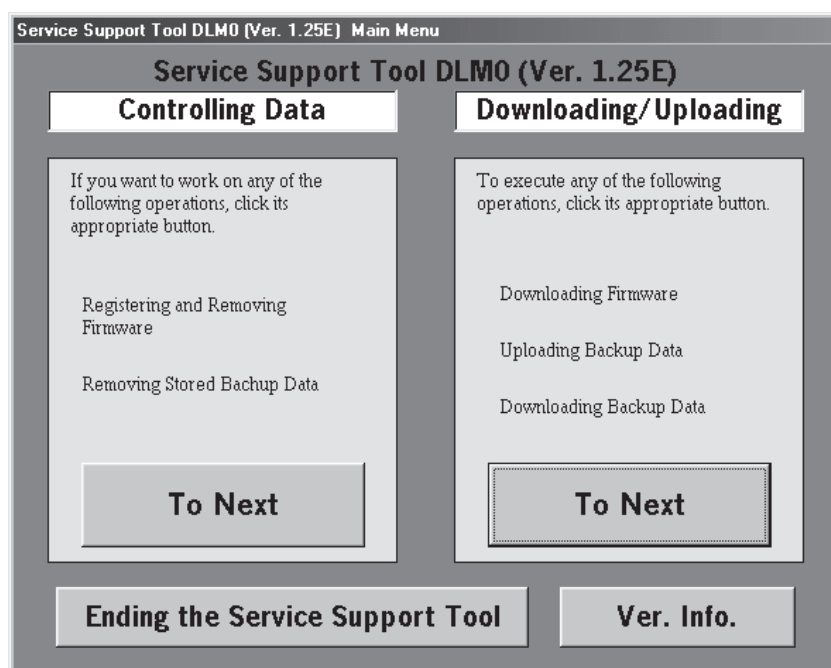 Service Support Tool DLM0 (Ver. 1.25E) Main Menu
Service Support Tool DLM0 (Ver. 1.25E)
Controlling Data
If you want to work on any of the
following operations, click its
appropriate button.
Registering and Removing
Firmware
Removing Stored Bachup Data
To Next
Downloading/Uploading
To execute any of the following
operations, click its appropriate button.
Downloading Firmware
Uploading Backup Data
Downloading Backup Data
To Next
Ending the Service Support Tool
Ver. Info.